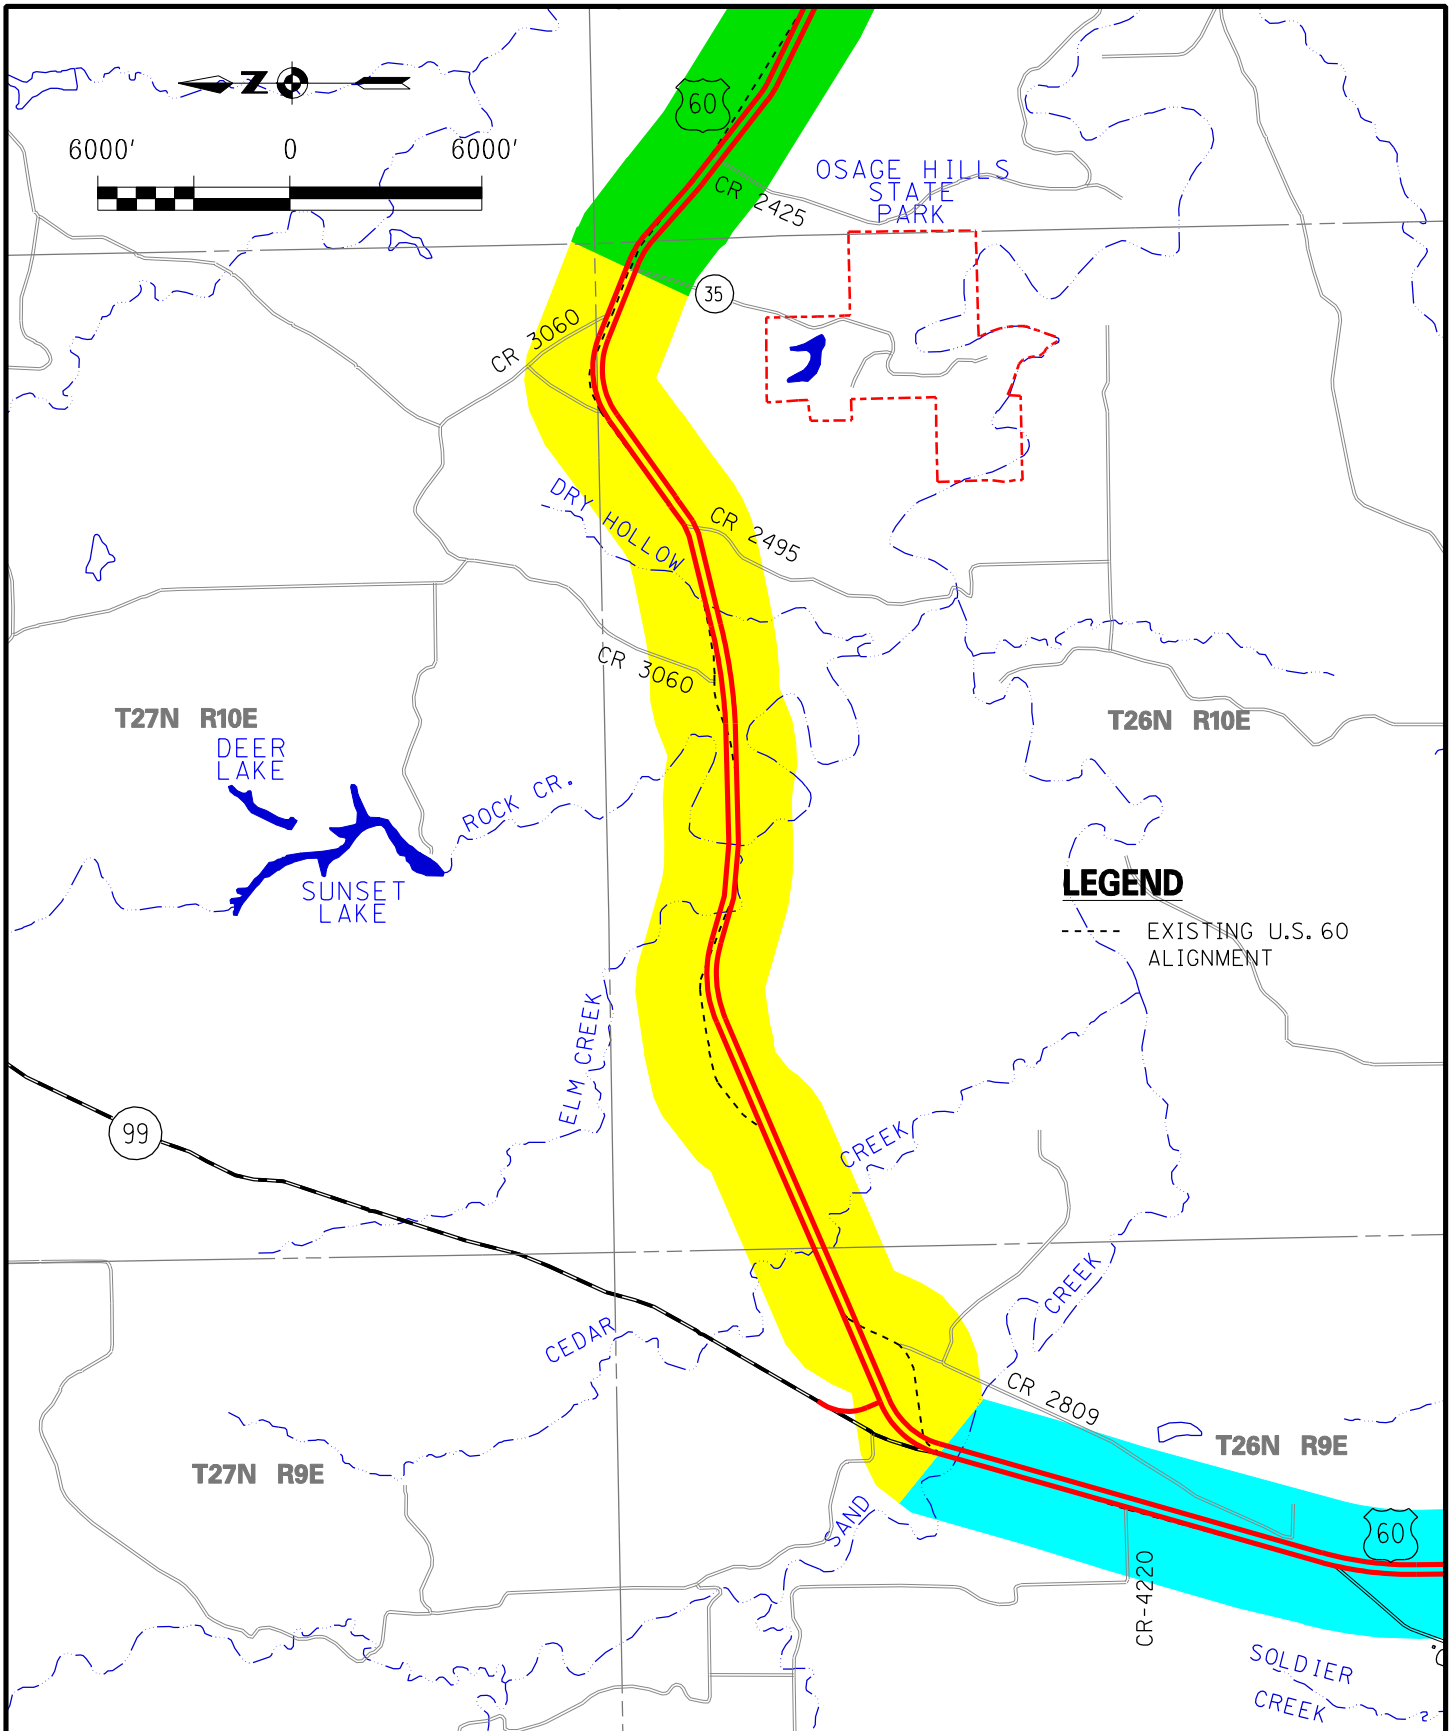 Z
6000'
0
6000'
60
CR 2425
OSAGE HILLS
STATE
PARK
35
CR 3060
DRY HOLLOW
CR 2495
CR 3060
T27N R10E
T26N R10E
DEER
LAKE
ROCK CR.
SUNSET
LAKE
LEGEND
EXISTING U.S. 60
ALIGNMENT
ELM CREEK
99
CREEK
CREEK
CEDAR
CR 2809
T26N R9E
T27N R9E
SAND
60
CR-4220
SOLDIER
CREEK